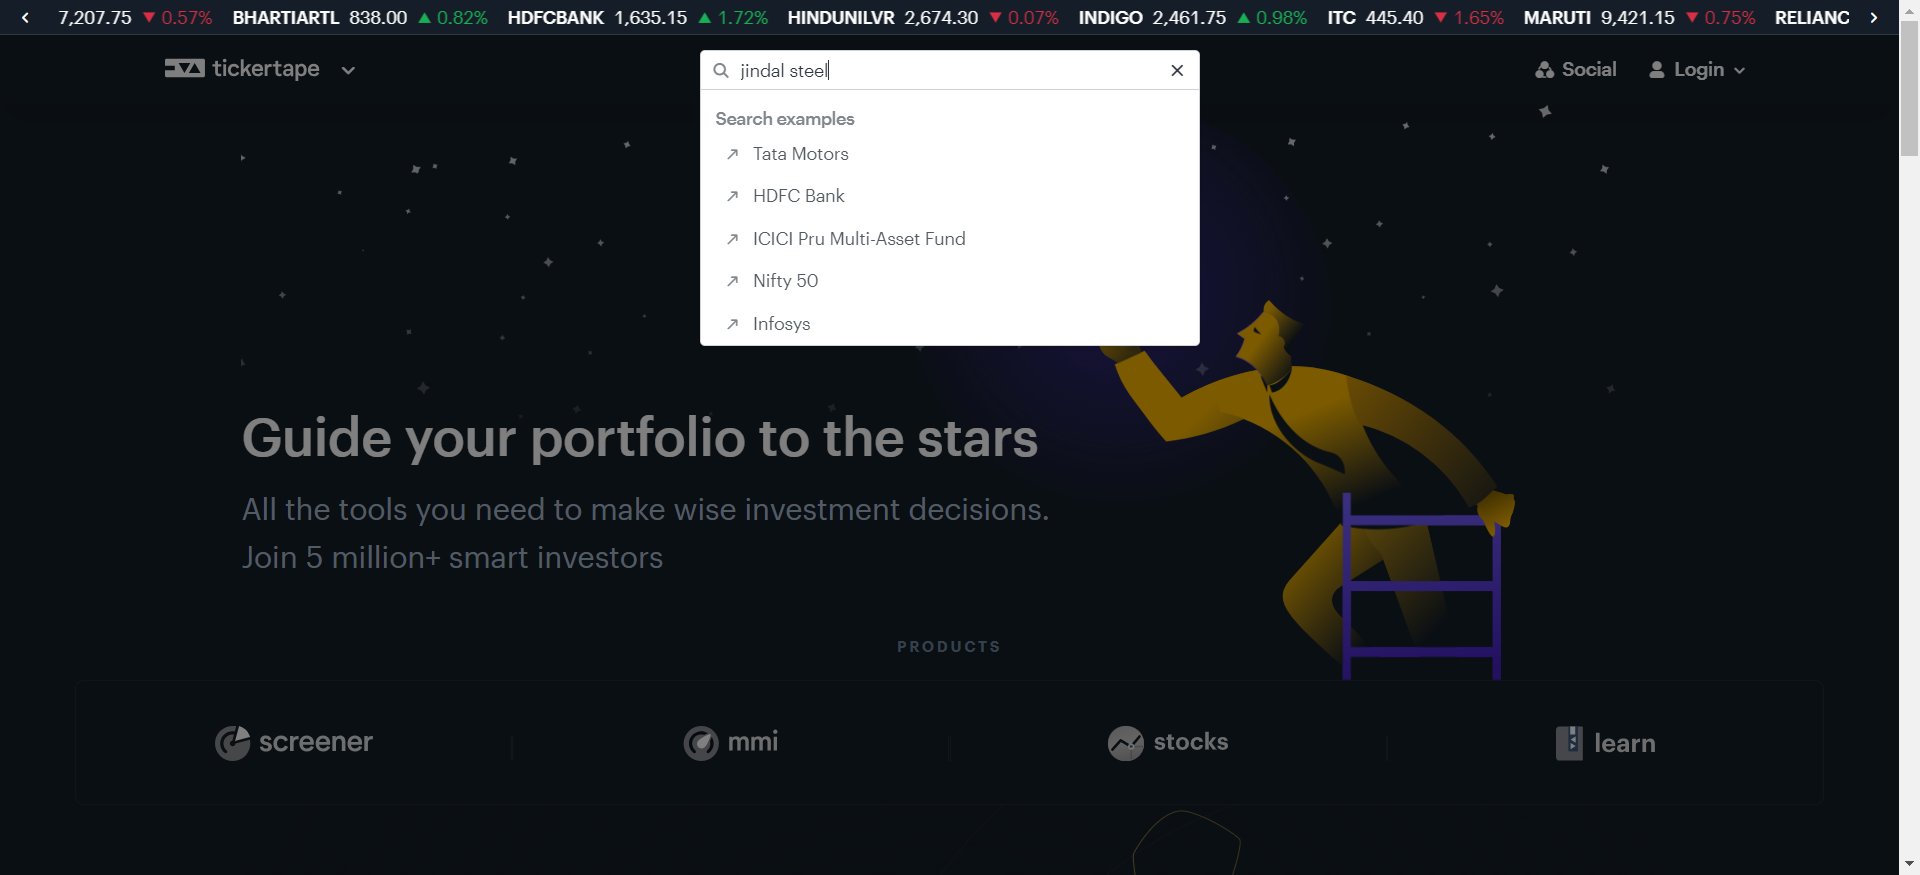 7,207.75 ▼ 0.57% BHARTIARTL 838.00 ▲ 0.82% HDFCBANK 1,635.15 ▲ 1.72% HINDUNILVR 2,674.30 ▼ 0.07% INDIGO 2,461.75 ▲ 0.98% ITC 445.40 ▼ 1.65% MARUTI 9,421.15 ▼ 0.75% RELIANC
tickertape
jindal steel
Social Login
Search examples
Tata Motors
HDFC Bank
ICICI Pru Multi-Asset Fund
Nifty 50
Infosys
Guide your portfolio to the stars
All the tools you need to make wise investment decisions.
Join 5 million+ smart investors
PRODUCTS
screener mmi stocks learn